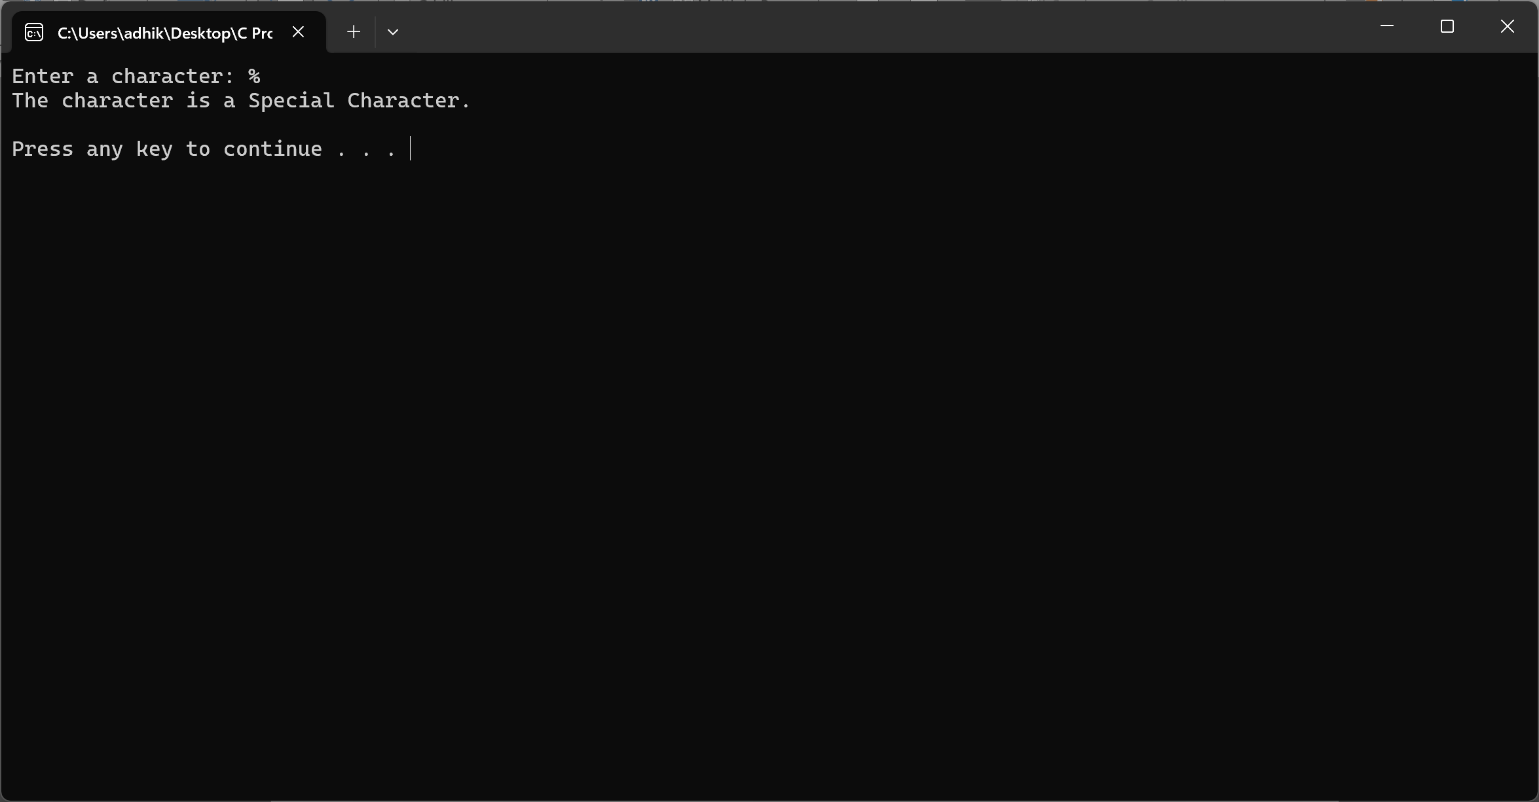 C:\Users\adhik\Desktop\C Prc
Enter a character: %
The character is a Special Character.
Press any key to continue . . .